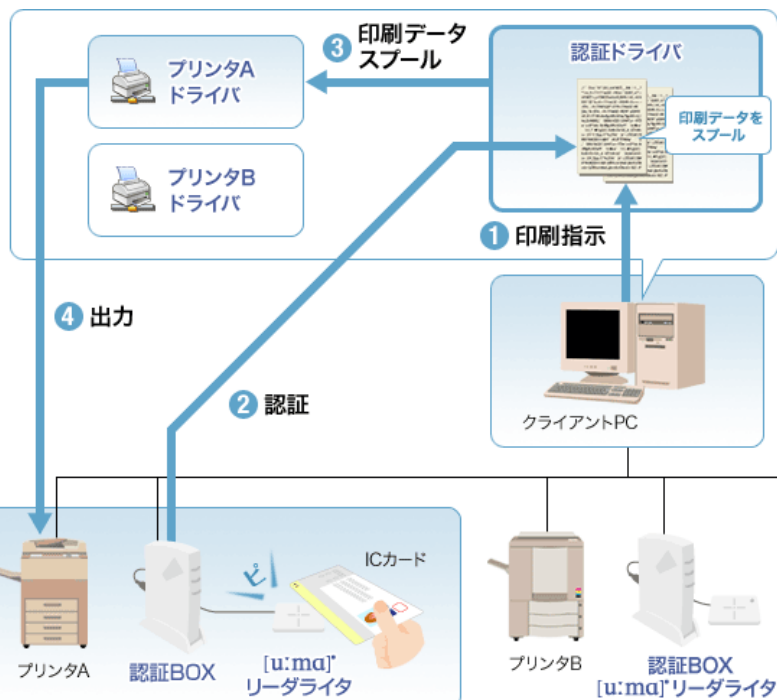 プリンタA
ドライバ
3 印刷データ
スプール
認証ドライバ
印刷データを
スプール
プリンタB
ドライバ
1 印刷指示
4 出力
2 認証
クライアントPC
ピッ
ICカード
プリンタA
認証BOX
[u:ma]
リーダライタ
プリンタB
認証BOX
[u:ma] リーダライタ